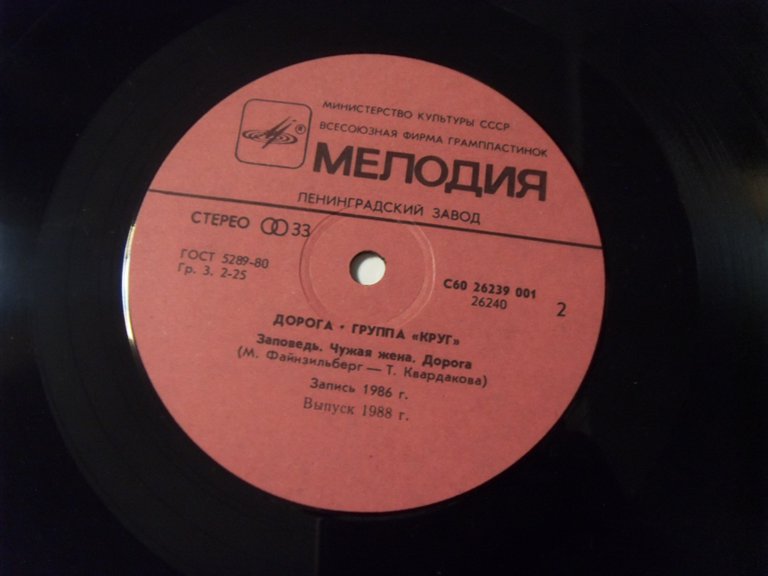 МИНИСТЕРСТВО КУЛЬТУРЫ СССР
ВСЕСОЮЗНАЯ ФИРМА ГРАМПЛАСТИНОК
®
МЕЛОДИЯ
ЛЕНИНГРАДСКИЙ ЗАВОД
СТЕРЕО 33
ГОСТ 5289-80
Гр. 3. 2-25
С60 26239 001
26240
2
ДОРОГА • ГРУППА «КРУГ»
Заповедь. Чужая жена. Дорога
(М. Файнзильберг — Т. Квардакова)
Запись 1986 г.
Выпуск 1988 г.